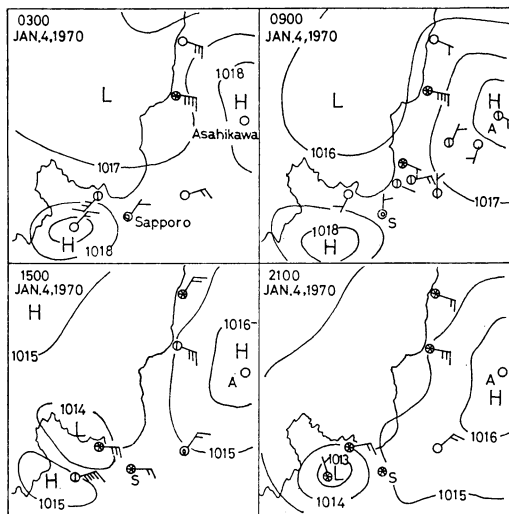 0300
JAN.4,1970
L
1018
H
Asahikawa
1017
Sapporo
H
1018
0900
JAN.4,1970
L
H
A
1016
1017
S
1018
H
1500
JAN.4,1970
H
1016
H
A
1015
1014
L
1015
H
S
1015
2100
JAN.4,1970
A
H
1016
1013
L
S
1014
1015